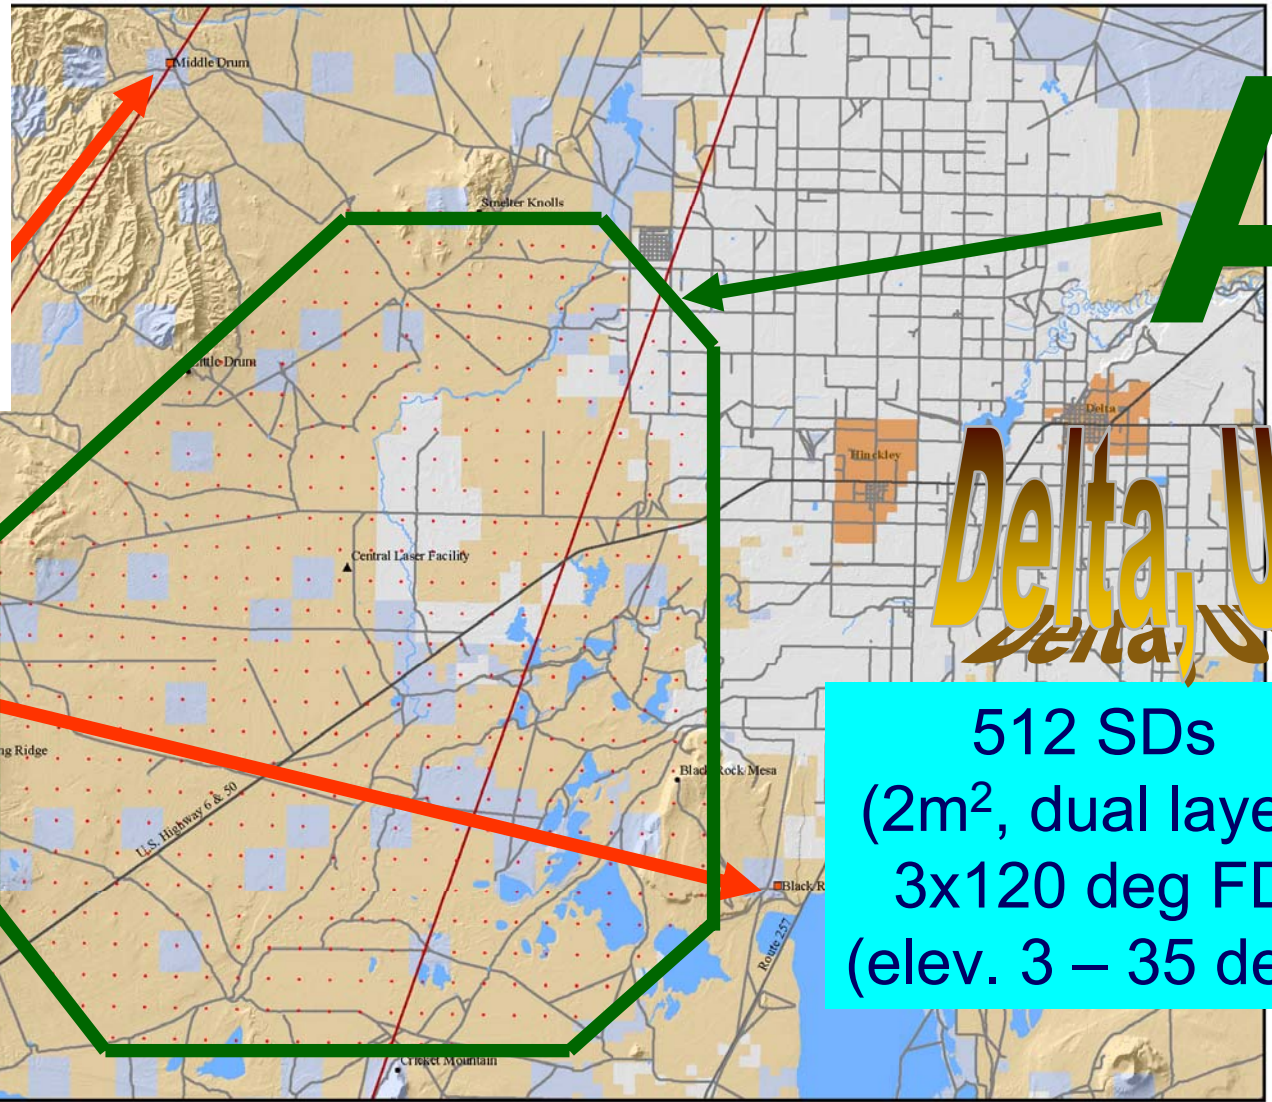 Middle Drum
Smelter Knolls
A
Little Drum
Delta
Hinckley
Delta, U
Central Laser Facility
512 SDs
(2m², dual laye
3x120 deg FD
(elev. 3 – 35 de
ng Ridge
Black Rock Mesa
U.S. Highway 6 & 50
Black R
Route 257
Cricket Mountain